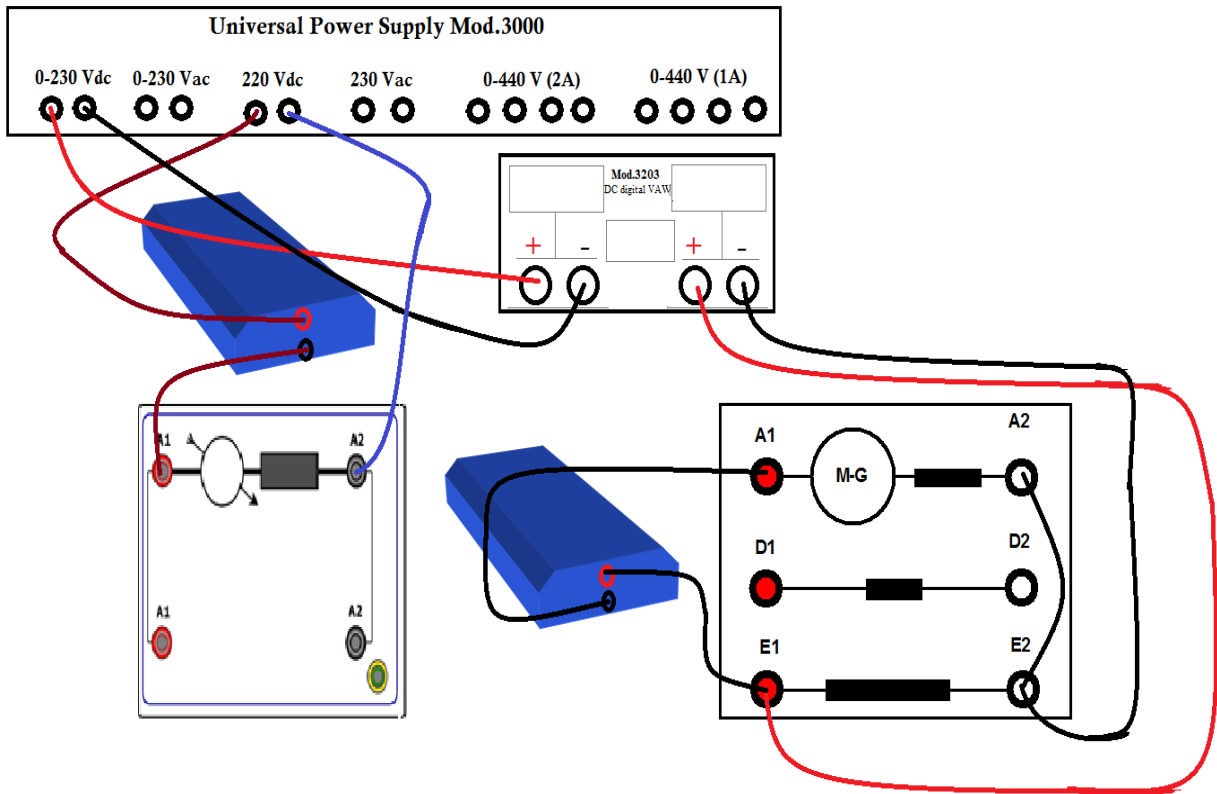 Universal Power Supply Mod.3000
0-230 Vdc 0-230 Vac 220 Vdc 230 Vac 0-440 V (2A) 0-440 V (1A)
Mod.3203
DC digital VAW
+ - + -
A1 A2
A1 A2
A1 A2
M-G
D1 D2
E1 E2